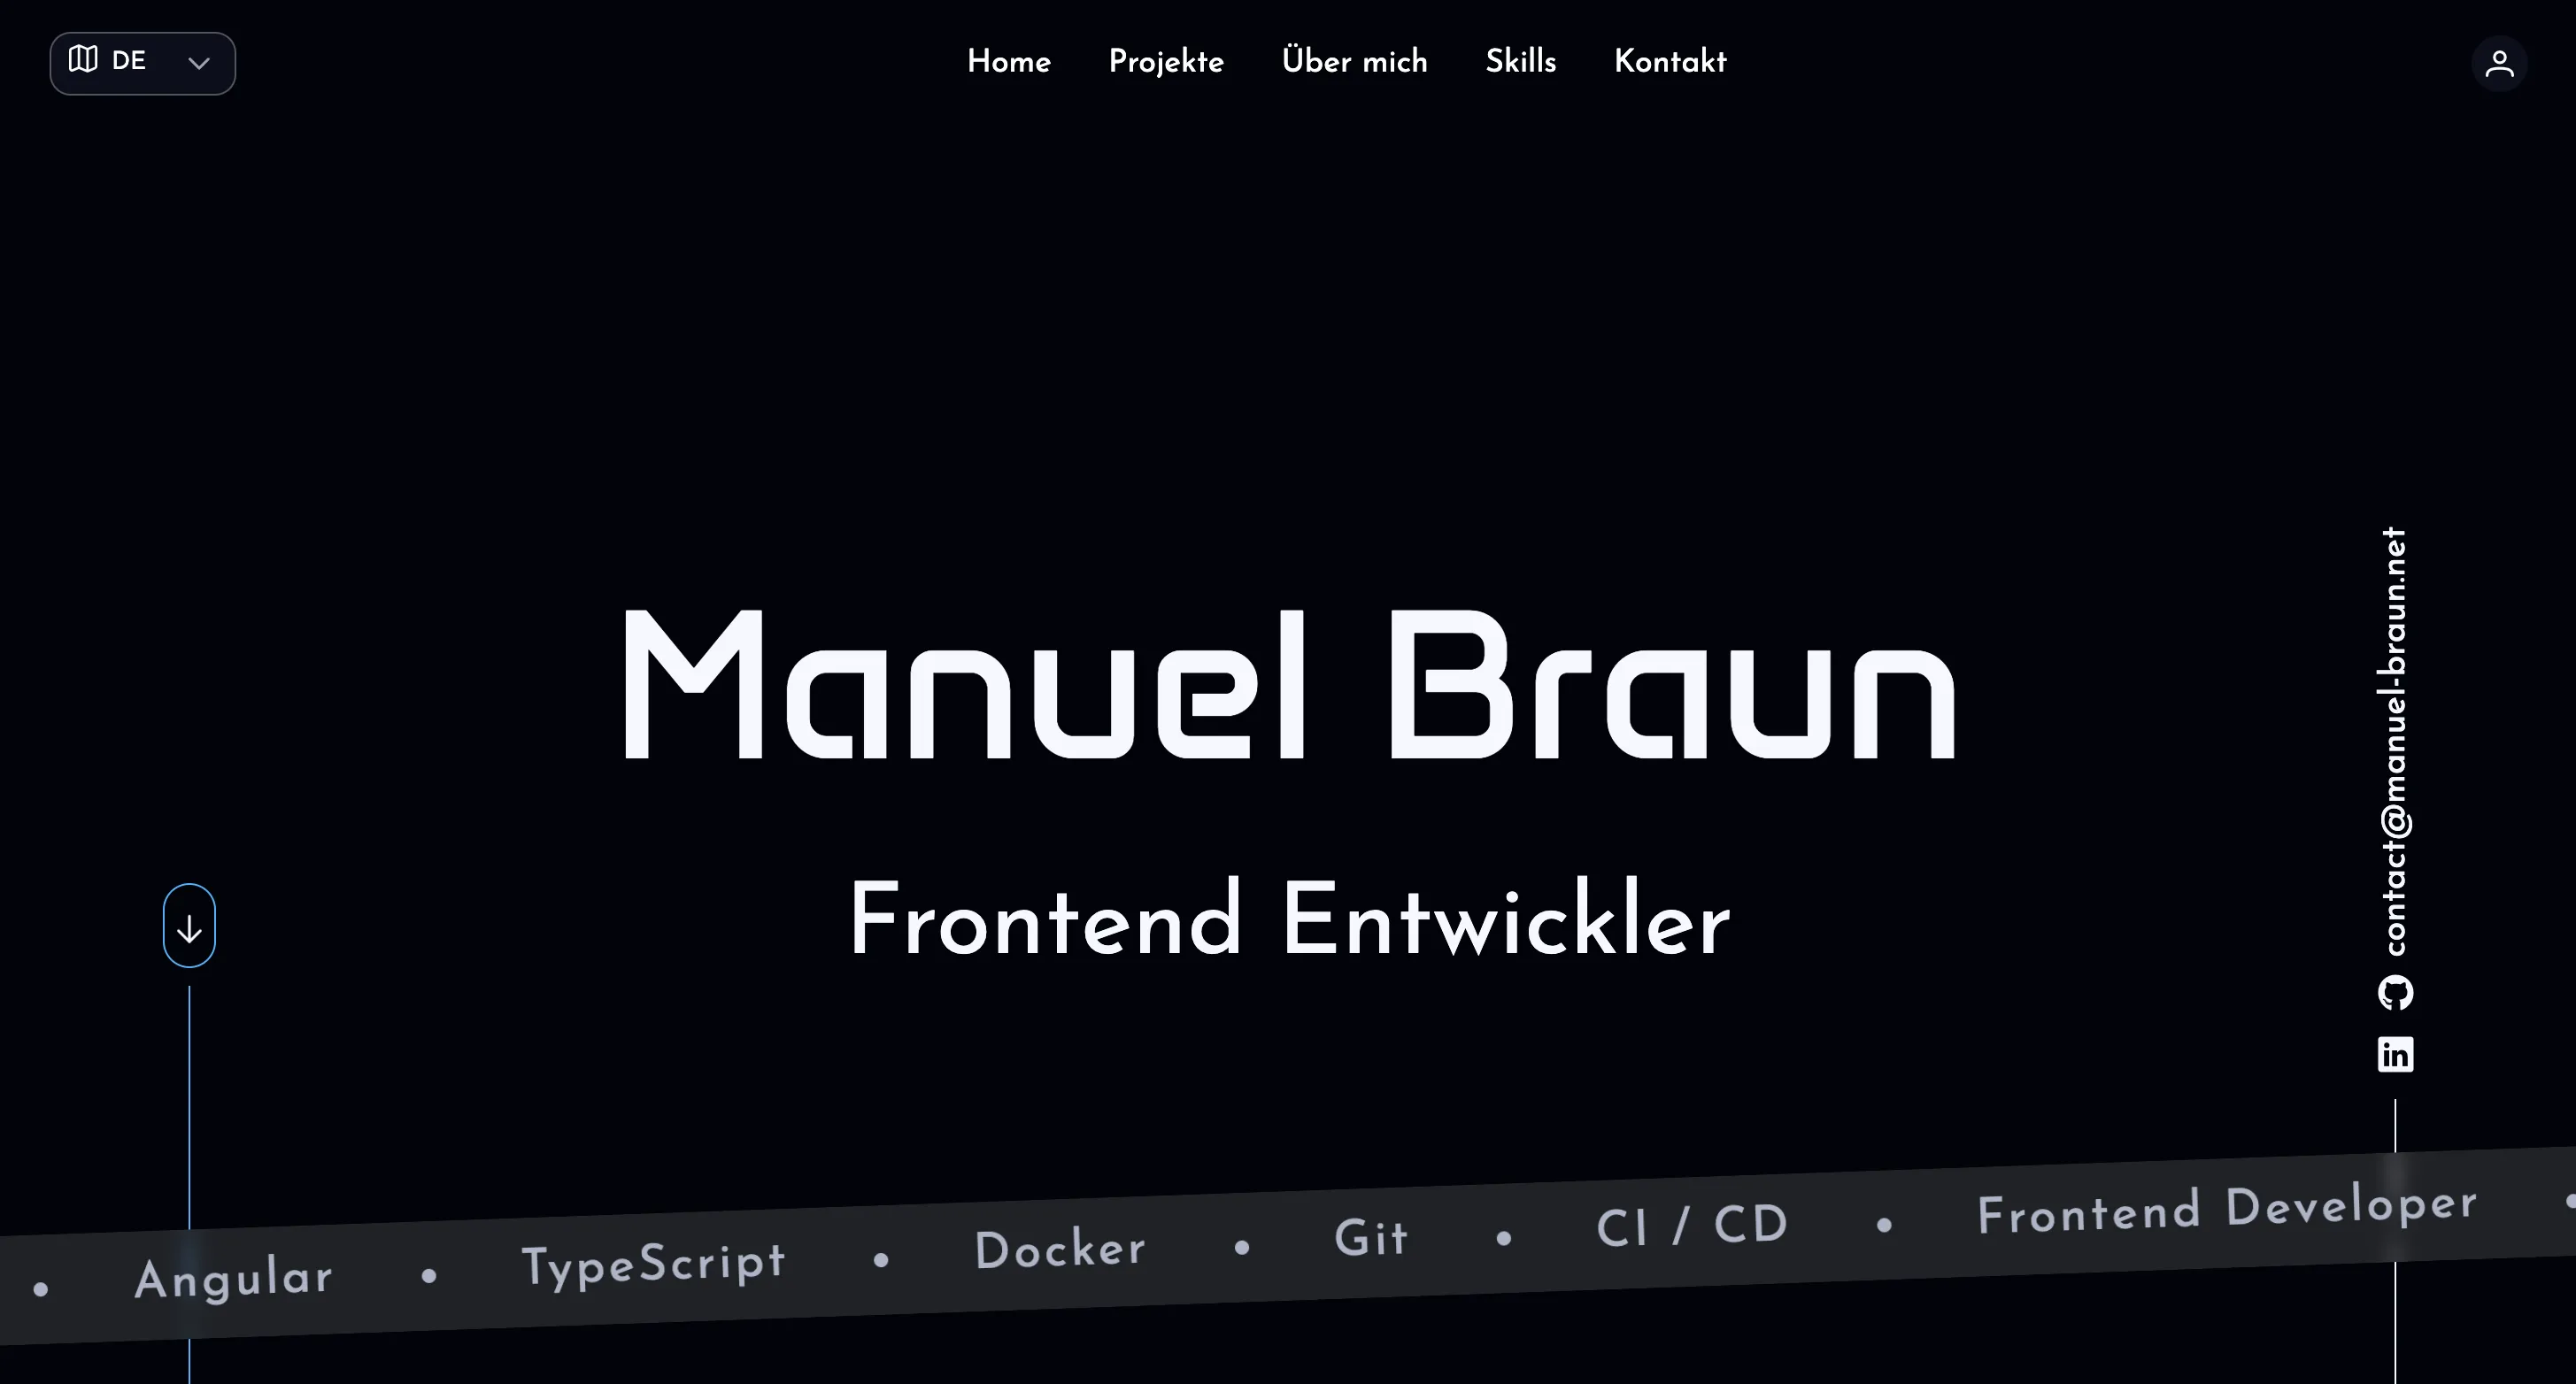 DE
Home Projekte Über mich Skills Kontakt
Manuel Braun
Frontend Entwickler
contact@manuel-braun.net
in
• Angular • TypeScript • Docker • Git • CI / CD • Frontend Developer •